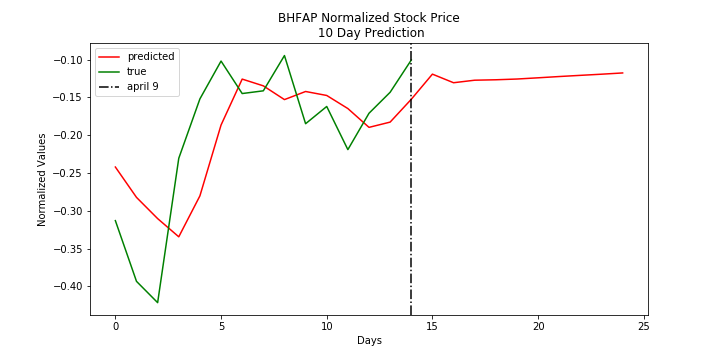 BHFAP Normalized Stock Price
10 Day Prediction
predicted
true
april 9
Normalized Values
−0.10
−0.15
−0.20
−0.25
−0.30
−0.35
−0.40
0
5
10
15
20
25
Days